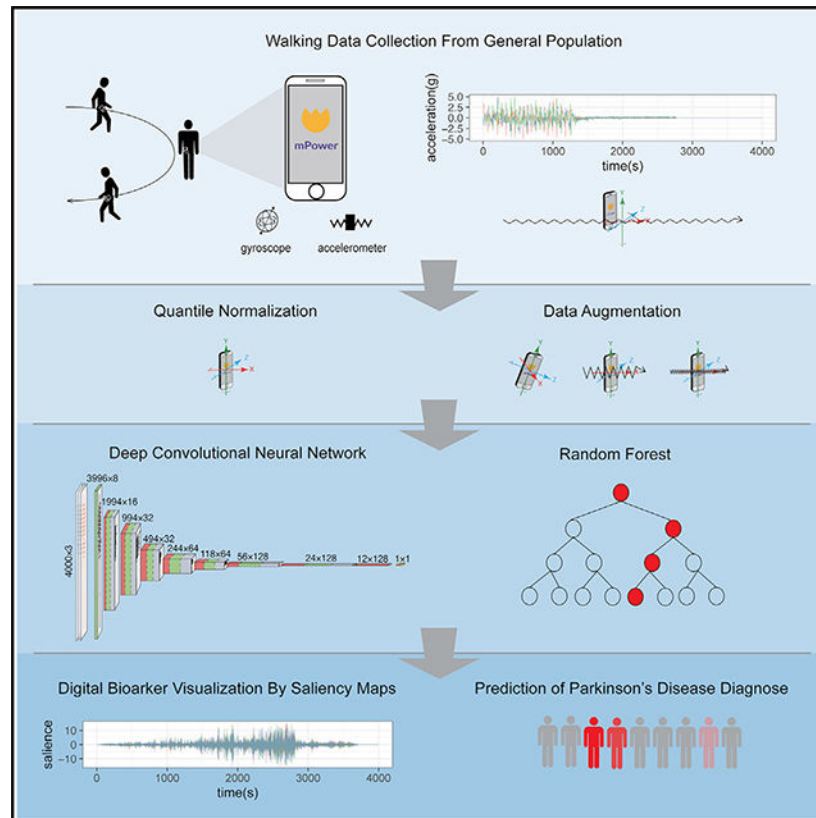 Walking Data Collection From General Population
mPower
gyroscope
accelerometer
acceleration(g)
5.0
2.5
0.0
-2.5
-5.0
0 1000 2000 3000 4000
time(s)
Y
Z
X
Quantile Normalization
Data Augmentation
Y
Z
X
Y
Z
X
Y
Z
X
Y
Z
X
Deep Convolutional Neural Network
Random Forest
4000×3
3996×8
1994×16
994×32
494×32
244×64
118×64
56×128
24×128
12×128
1×1
Digital Bioarker Visualization By Saliency Maps
Prediction of Parkinson's Disease Diagnose
salience
10
0
-10
0 1000 2000 3000 4000
time(s)